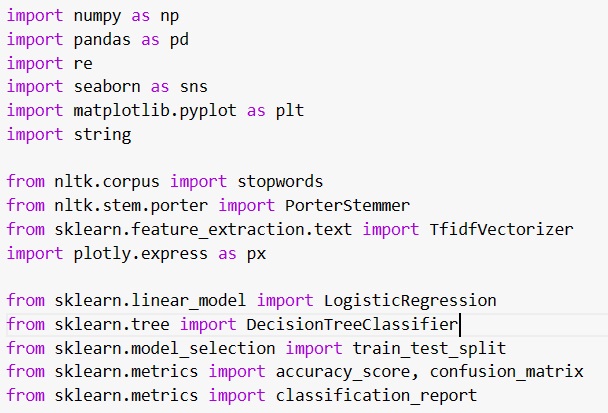 import numpy as np
import pandas as pd
import re
import seaborn as sns
import matplotlib.pyplot as plt
import string
from nltk.corpus import stopwords
from nltk.stem.porter import PorterStemmer
from sklearn.feature_extraction.text import TfidfVectorizer
import plotly.express as px
from sklearn.linear_model import LogisticRegression
from sklearn.tree import DecisionTreeClassifier
from sklearn.model_selection import train_test_split
from sklearn.metrics import accuracy_score, confusion_matrix
from sklearn.metrics import classification_report